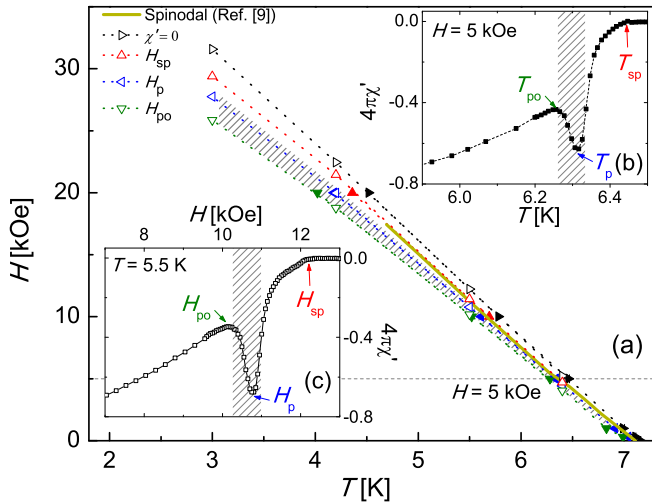 Spinodal (Ref. [9])
χ'= 0
H_sp
H_p
H_po
H [kOe]
30
20
10
0
2
3
4
5
6
7
T [K]
(a)
H = 5 kOe
H = 5 kOe
0.0
-0.4
-0.8
4πχ'
6.0
6.2
6.4
T [K]
T_po
T_sp
T_p
(b)
H [kOe]
8
10
12
T = 5.5 K
0.0
-0.4
-0.8
4πχ'
H_po
H_sp
H_p
(c)